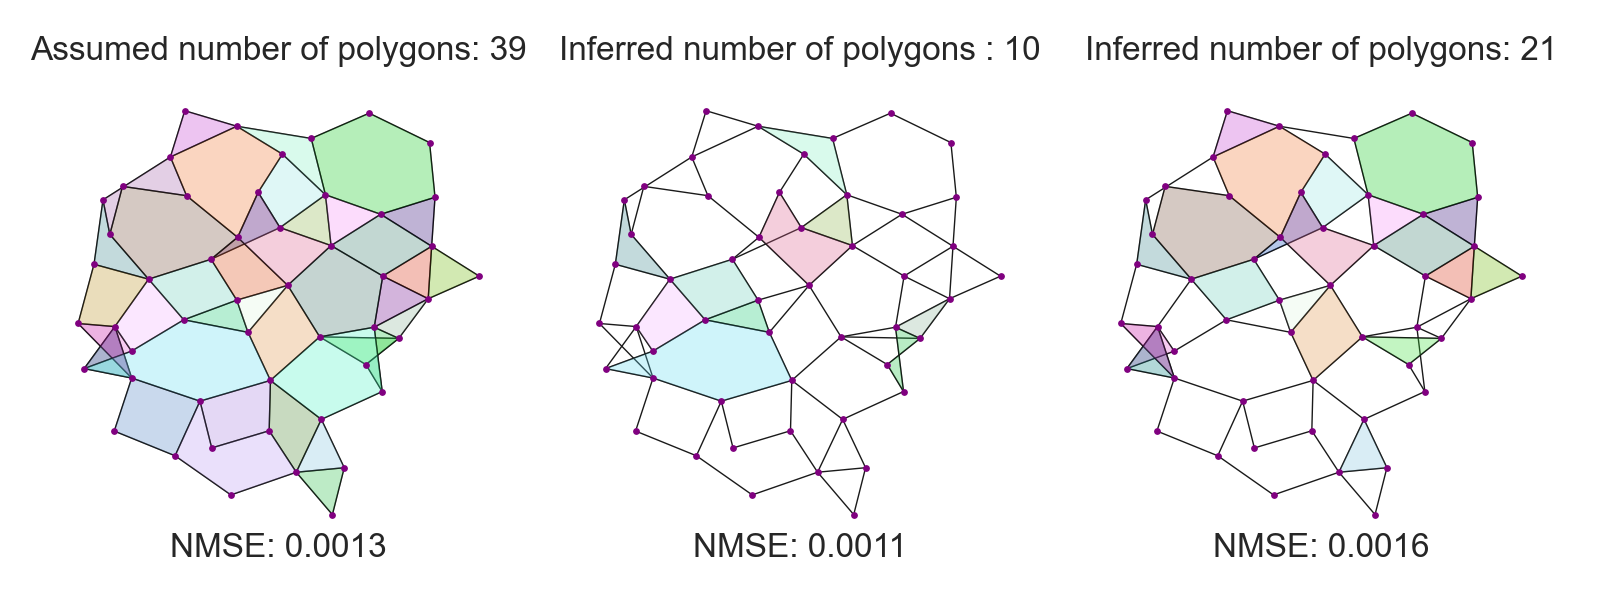 Assumed number of polygons: 39
Inferred number of polygons : 10
Inferred number of polygons: 21
NMSE: 0.0013
NMSE: 0.0011
NMSE: 0.0016